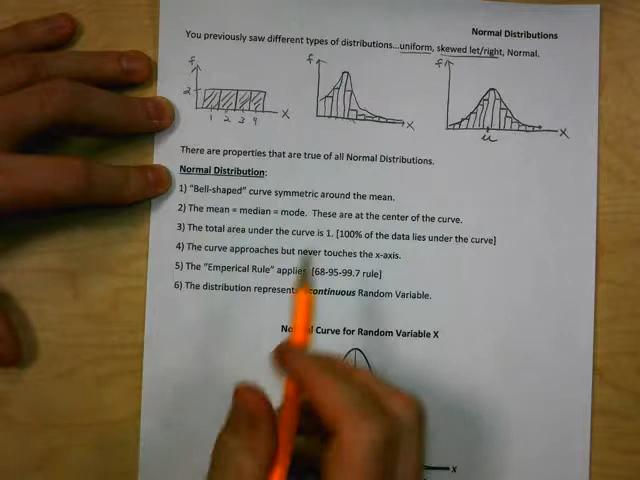 Normal Distributions
You previously saw different types of distributions...uniform, skewed let/right, Normal.
f f f
2
1 2 3 4 X X X
μ
There are properties that are true of all Normal Distributions.
Normal Distribution:
1) "Bell-shaped" curve symmetric around the mean.
2) The mean = median = mode. These are at the center of the curve.
3) The total area under the curve is 1. [100% of the data lies under the curve]
4) The curve approaches but never touches the x-axis.
5) The "Emperical Rule" applies [68-95-99.7 rule]
6) The distribution represents continuous Random Variable.
Curve for Random Variable X
x